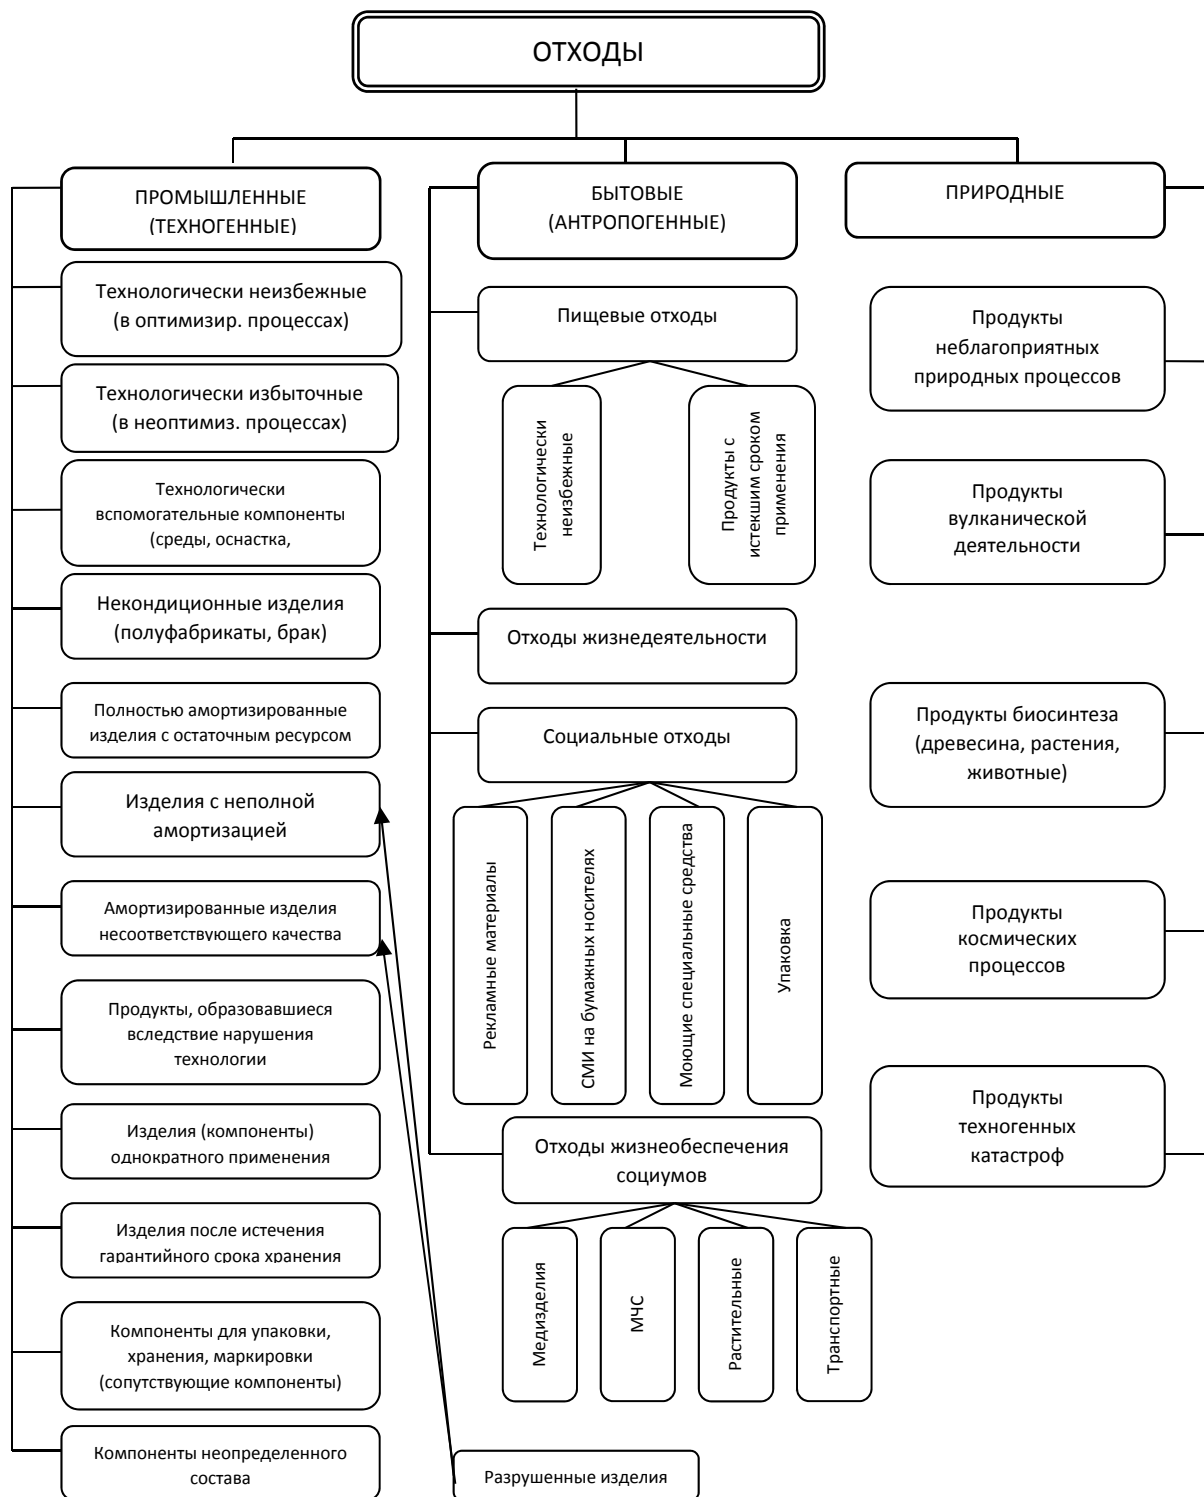 ОТХОДЫ
ПРОМЫШЛЕННЫЕ
(ТЕХНОГЕННЫЕ)
Технологически неизбежные
(в оптимизир. процессах)
Технологически избыточные
(в неоптимиз. процессах)
Технологически
вспомогательные компоненты
(среды, оснастка,
Некондиционные изделия
(полуфабрикаты, брак)
Полностью амортизированные
изделия с остаточным ресурсом
Изделия с неполной
амортизацией
Амортизированные изделия
несоответствующего качества
Продукты, образовавшиеся
вследствие нарушения
технологии
Изделия (компоненты)
однократного применения
Изделия после истечения
гарантийного срока хранения
Компоненты для упаковки,
хранения, маркировки
(сопутствующие компоненты)
Компоненты неопределенного
состава
БЫТОВЫЕ
(АНТРОПОГЕННЫЕ)
Пищевые отходы
Технологически
неизбежные
Продукты с
истекшим сроком
применения
Отходы жизнедеятельности
Социальные отходы
Рекламные материалы
СМИ на бумажных носителях
Моющие специальные средства
Упаковка
Отходы жизнеобеспечения
социумов
Медизделия
МЧС
Растительные
Транспортные
Разрушенные изделия
ПРИРОДНЫЕ
Продукты
неблагоприятных
природных процессов
Продукты
вулканической
деятельности
Продукты биосинтеза
(древесина, растения,
животные)
Продукты
космических
процессов
Продукты
техногенных
катастроф